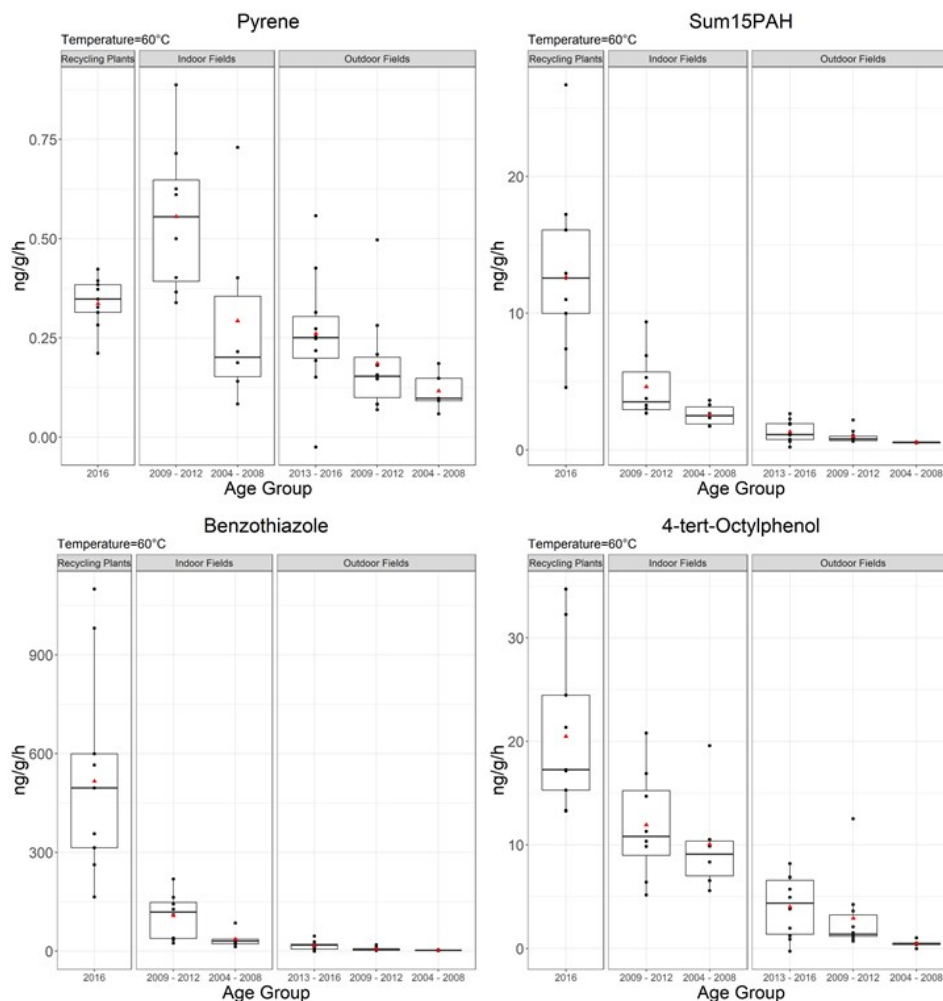 Pyrene
Temperature=60°C
Recycling Plants Indoor Fields Outdoor Fields
ng/g/h
0.75
0.50
0.25
0.00
2016 2009 - 2012 2004 - 2008 2013 - 2016 2009 - 2012 2004 - 2008
Age Group
Sum15PAH
Temperature=60°C
Recycling Plants Indoor Fields Outdoor Fields
ng/g/h
20
10
0
2016 2009 - 2012 2004 - 2008 2013 - 2016 2009 - 2012 2004 - 2008
Age Group
Benzothiazole
Temperature=60°C
Recycling Plants Indoor Fields Outdoor Fields
ng/g/h
900
600
300
0
2016 2009 - 2012 2004 - 2008 2013 - 2016 2009 - 2012 2004 - 2008
Age Group
4-tert-Octylphenol
Temperature=60°C
Recycling Plants Indoor Fields Outdoor Fields
ng/g/h
30
20
10
0
2016 2009 - 2012 2004 - 2008 2013 - 2016 2009 - 2012 2004 - 2008
Age Group